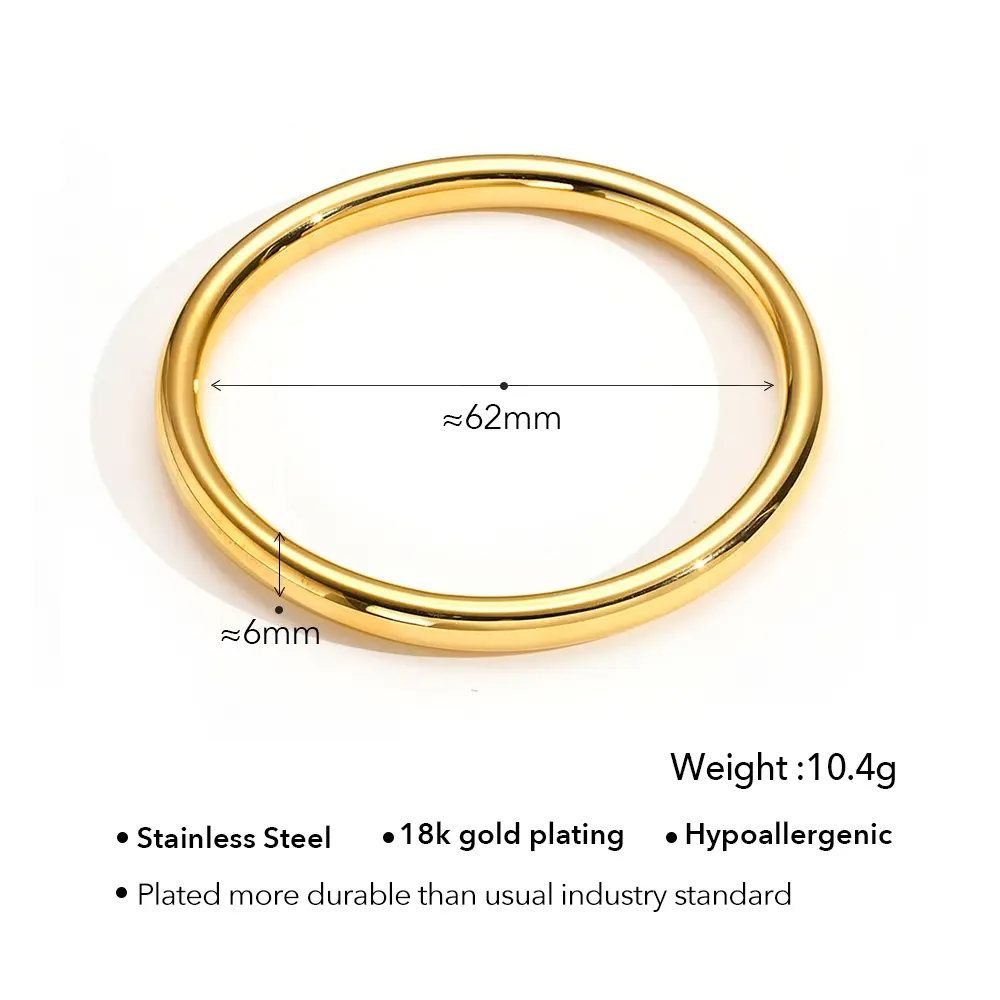 ≈62mm
≈6mm
Weight :10.4g
• Stainless Steel • 18k gold plating • Hypoallergenic
• Plated more durable than usual industry standard